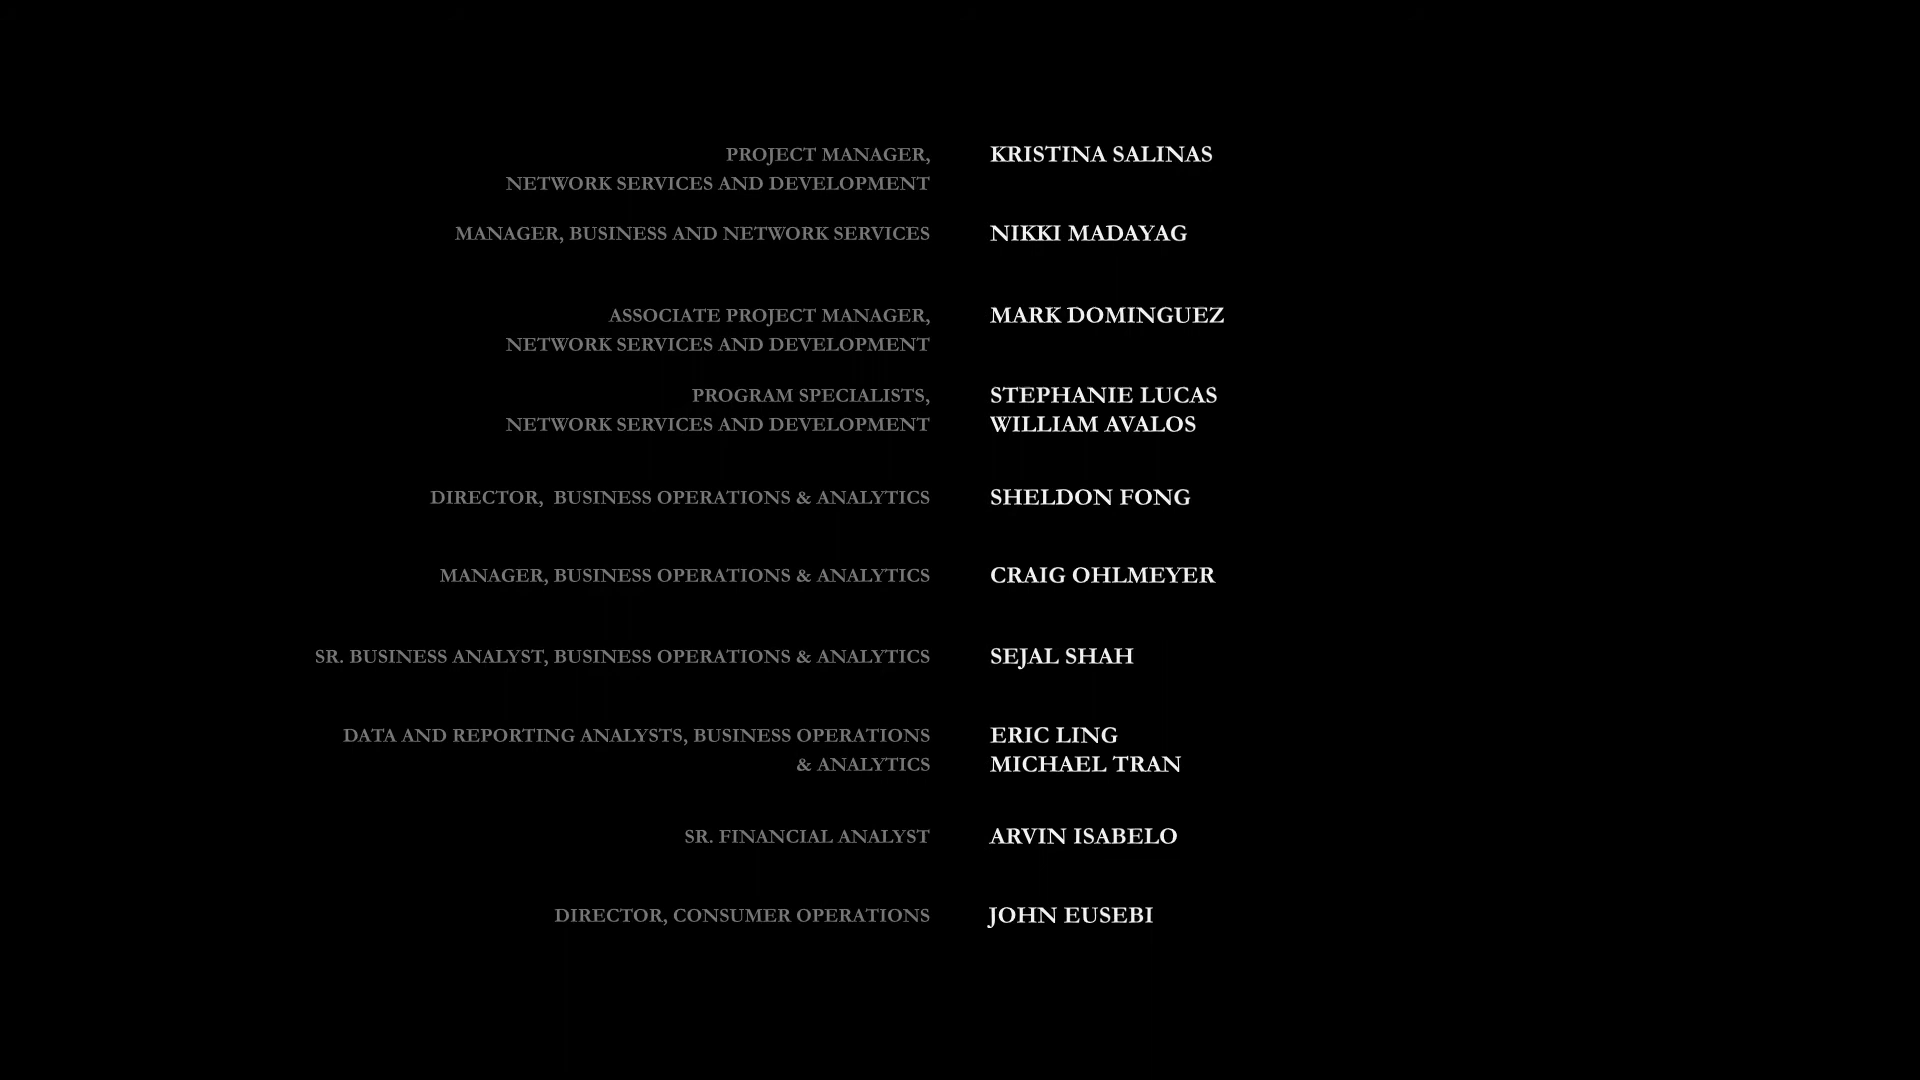 PROJECT MANAGER, KRISTINA SALINAS
NETWORK SERVICES AND DEVELOPMENT
MANAGER, BUSINESS AND NETWORK SERVICES NIKKI MADAYAG
ASSOCIATE PROJECT MANAGER, MARK DOMINGUEZ
NETWORK SERVICES AND DEVELOPMENT
PROGRAM SPECIALISTS, STEPHANIE LUCAS
NETWORK SERVICES AND DEVELOPMENT WILLIAM AVALOS
DIRECTOR, BUSINESS OPERATIONS & ANALYTICS SHELDON FONG
MANAGER, BUSINESS OPERATIONS & ANALYTICS CRAIG OHLMEYER
SR. BUSINESS ANALYST, BUSINESS OPERATIONS & ANALYTICS SEJAL SHAH
DATA AND REPORTING ANALYSTS, BUSINESS OPERATIONS ERIC LING
& ANALYTICS MICHAEL TRAN
SR. FINANCIAL ANALYST ARVIN ISABELO
DIRECTOR, CONSUMER OPERATIONS JOHN EUSEBI